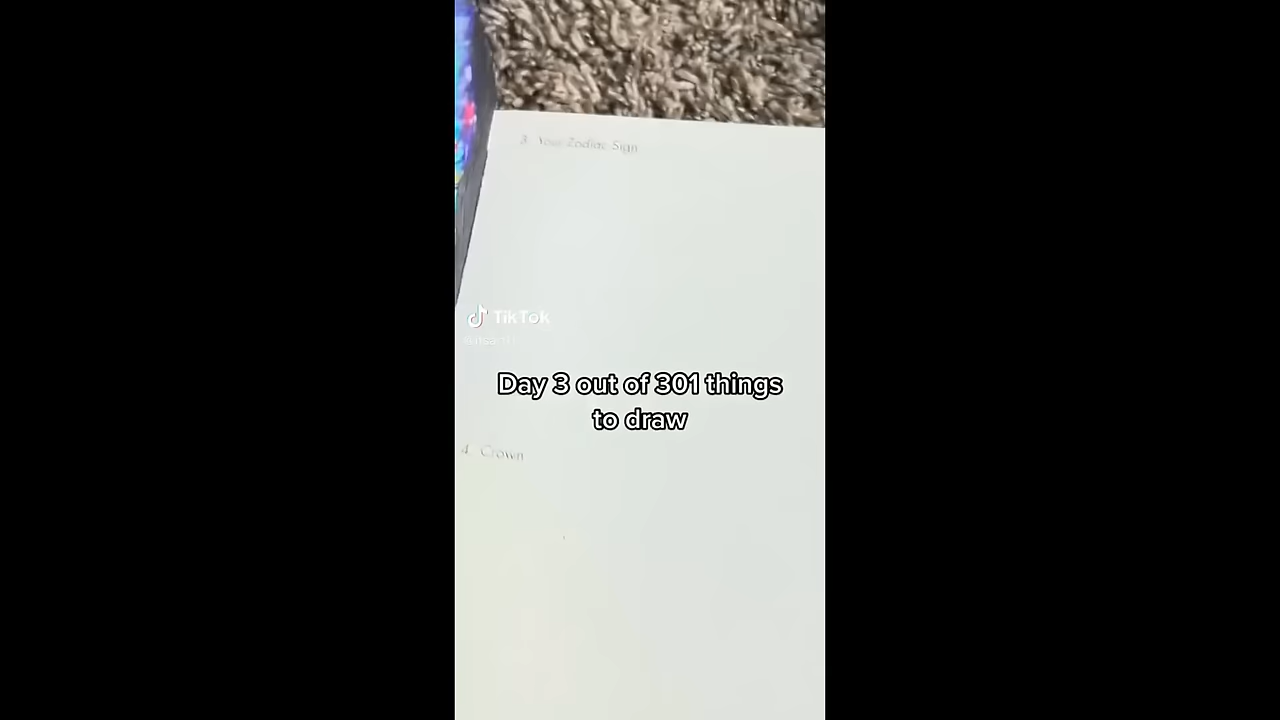 3. Your Zodiac Sign
TikTok
Day 3 out of 301 things
to draw
4. Crown